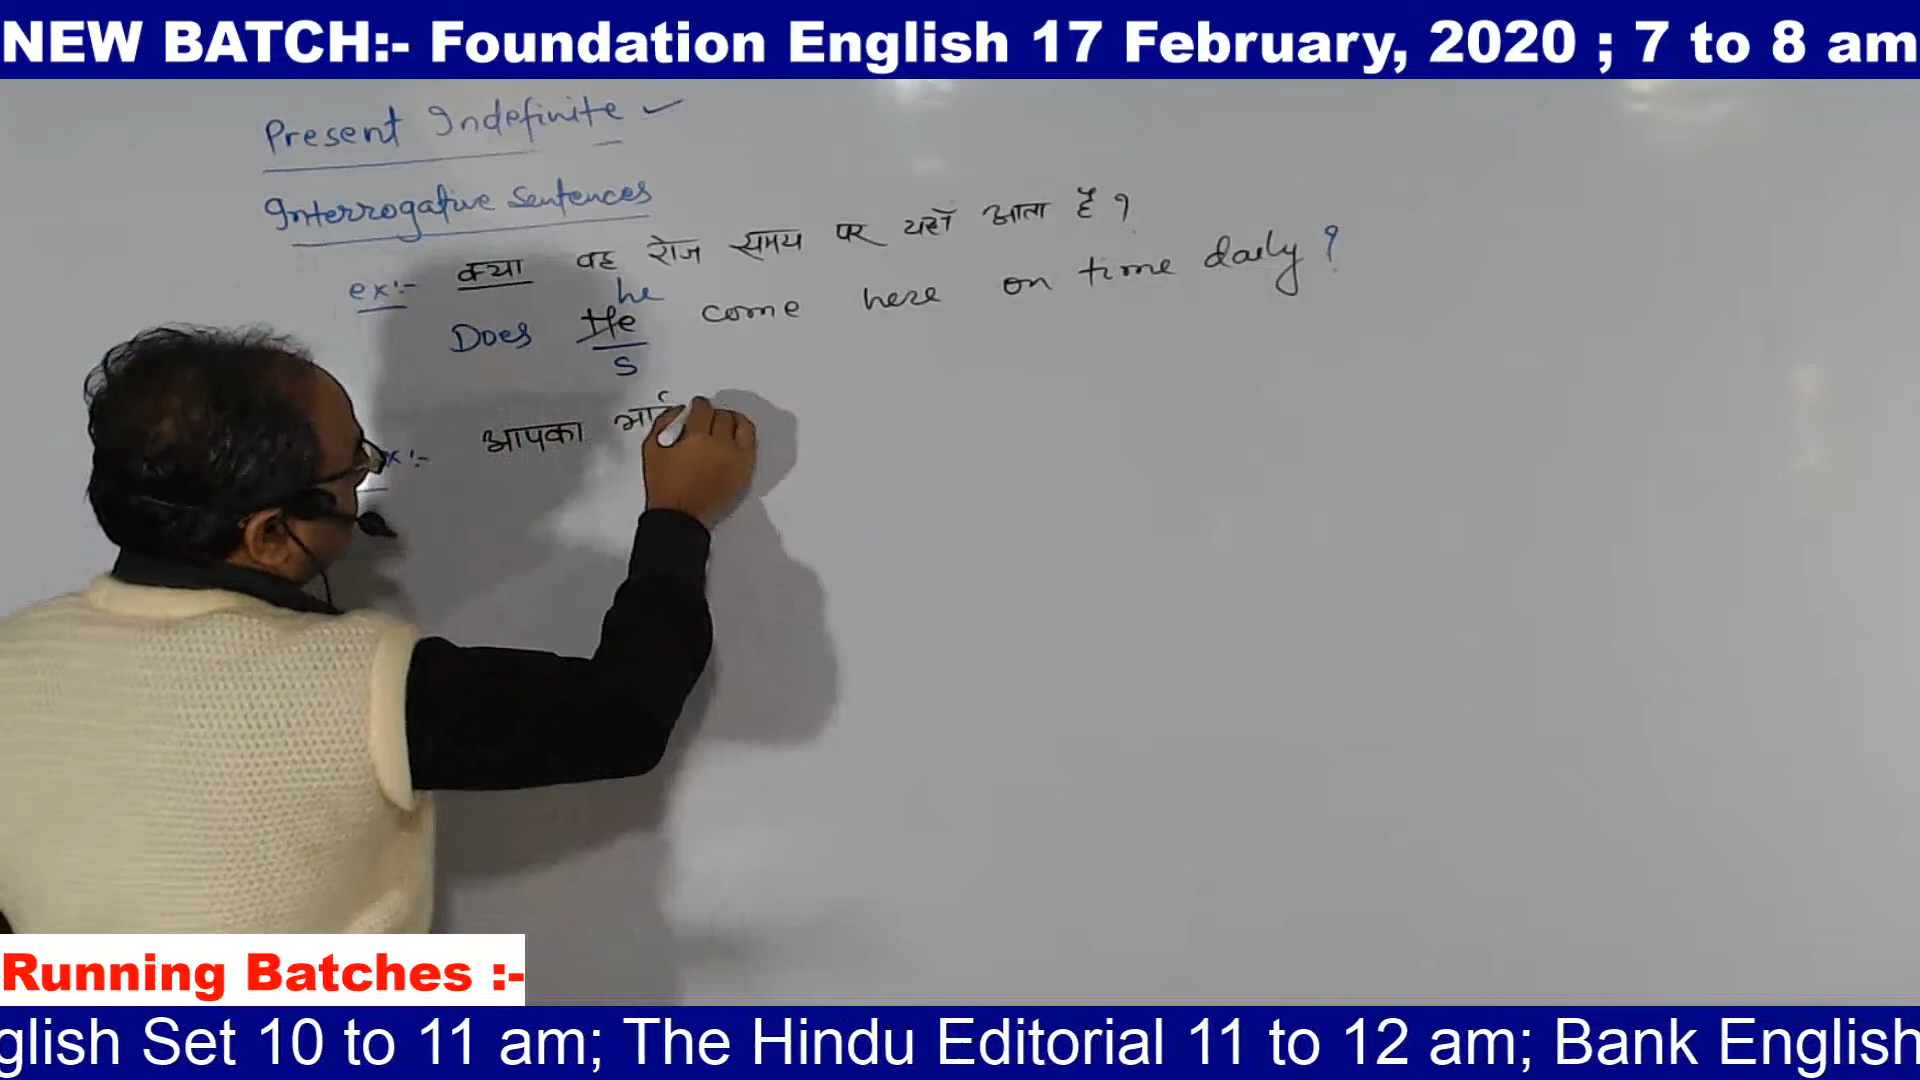 NEW BATCH:- Foundation English 17 February, 2020 ; 7 to 8 am
Present Indefinite ✓
Interrogative Sentences
ex:- क्या वह रोज समय पर यहाँ आता है ?
he
Does He come here on time daily ?
S
x:- आपका भाई
Running Batches :-
glish Set 10 to 11 am; The Hindu Editorial 11 to 12 am; Bank English